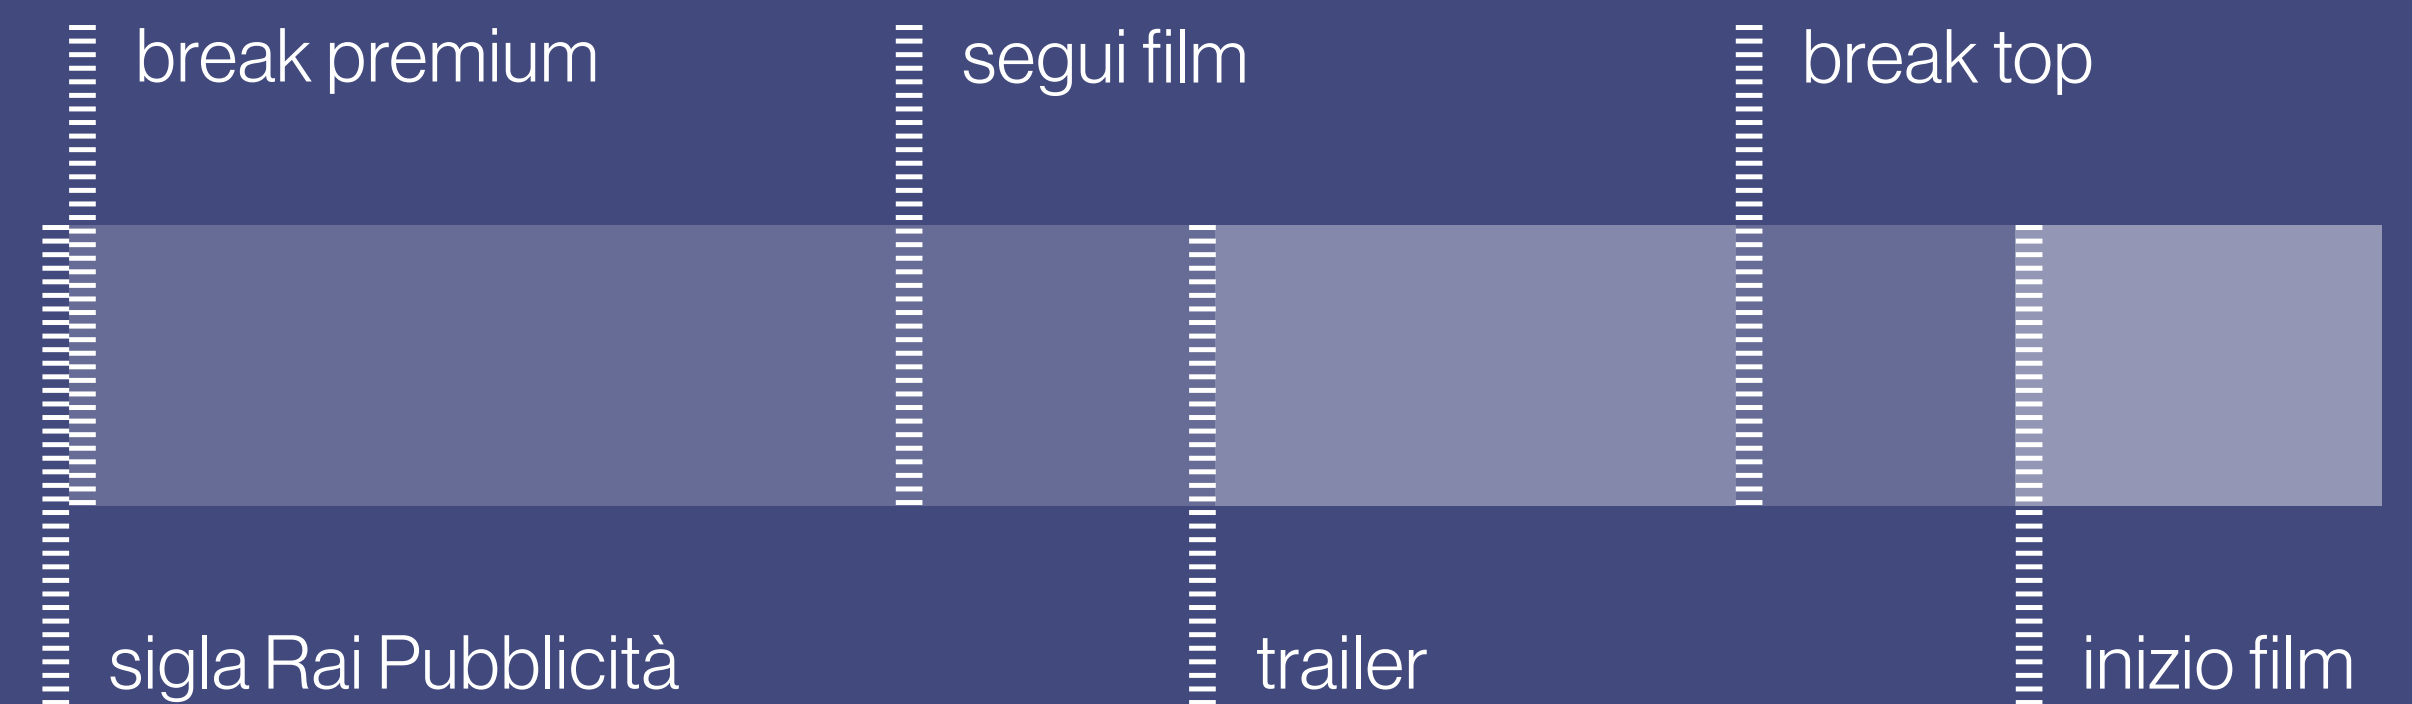 break premium
segui film
break top
sigla Rai Pubblicità
trailer
inizio film